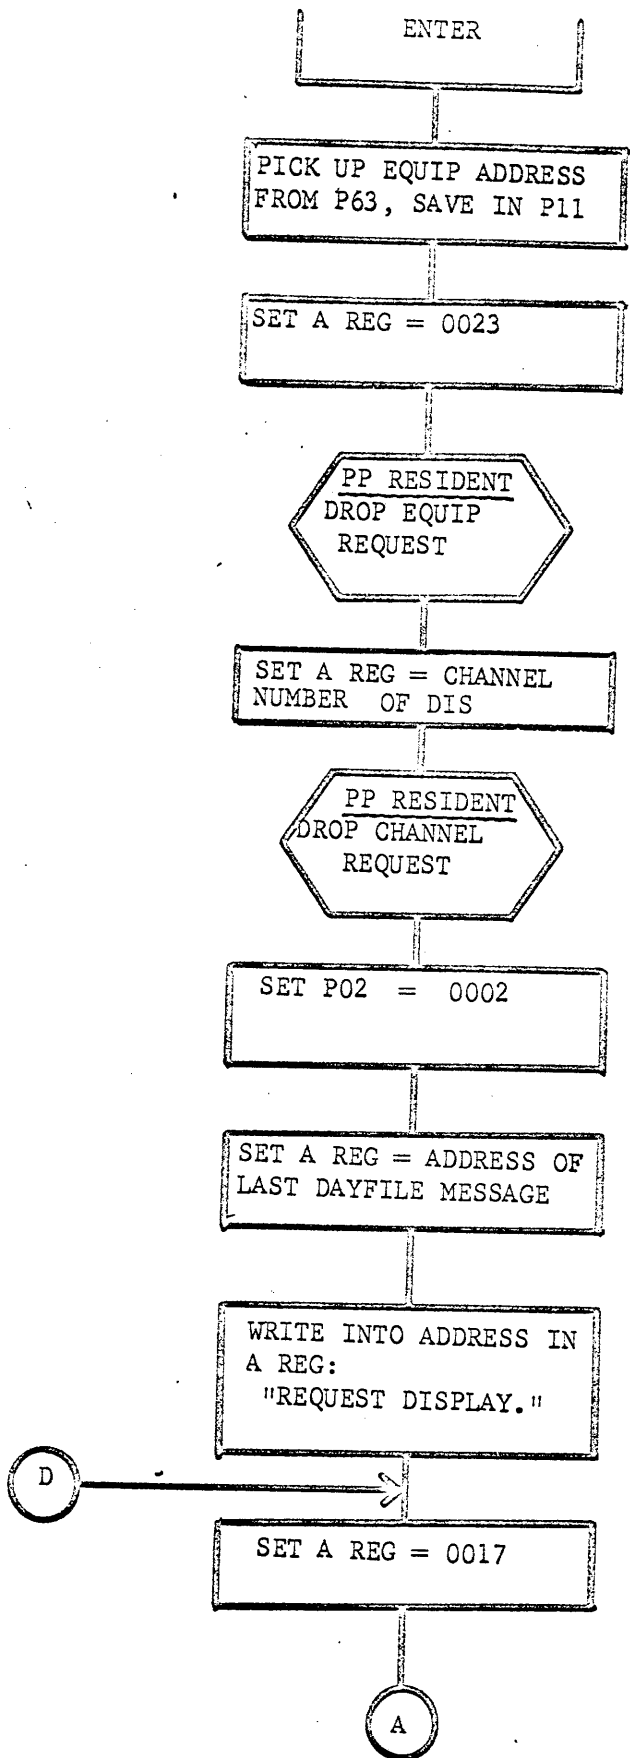 ENTER
PICK UP EQUIP ADDRESS
FROM P63, SAVE IN P11
SET A REG = 0023
PP RESIDENT
DROP EQUIP
REQUEST
SET A REG = CHANNEL
NUMBER OF DIS
PP RESIDENT
DROP CHANNEL
REQUEST
SET P02 = 0002
SET A REG = ADDRESS OF
LAST DAYFILE MESSAGE
WRITE INTO ADDRESS IN
A REG:
"REQUEST DISPLAY."
D
SET A REG = 0017
A